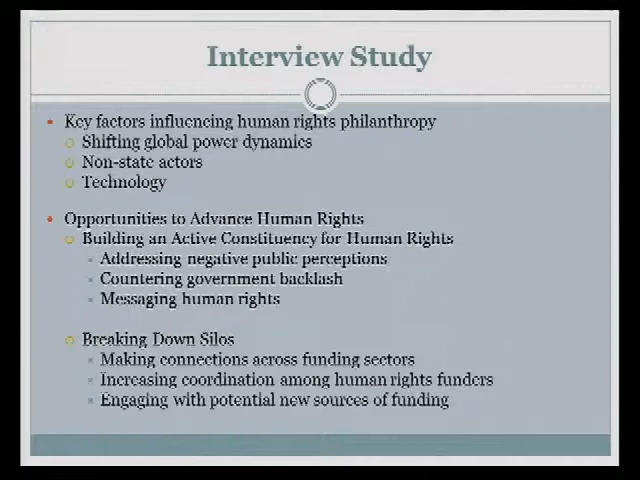 Interview Study
Key factors influencing human rights philanthropy
Shifting global power dynamics
Non-state actors
Technology
Opportunities to Advance Human Rights
Building an Active Constituency for Human Rights
Addressing negative public perceptions
Countering government backlash
Messaging human rights
Breaking Down Silos
Making connections across funding sectors
Increasing coordination among human rights funders
Engaging with potential new sources of funding